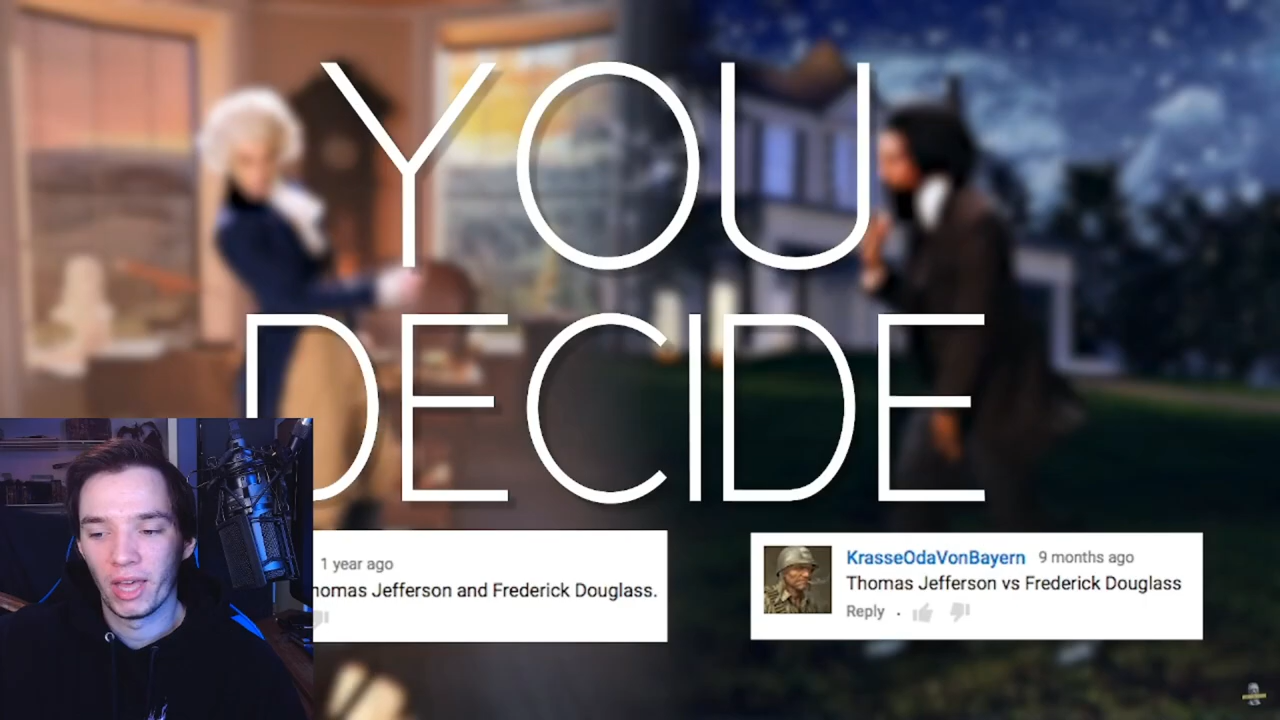 YOU
DECIDE
1 year ago
homas Jefferson and Frederick Douglass.
KrasseOdaVonBayern 9 months ago
Thomas Jefferson vs Frederick Douglass
Reply